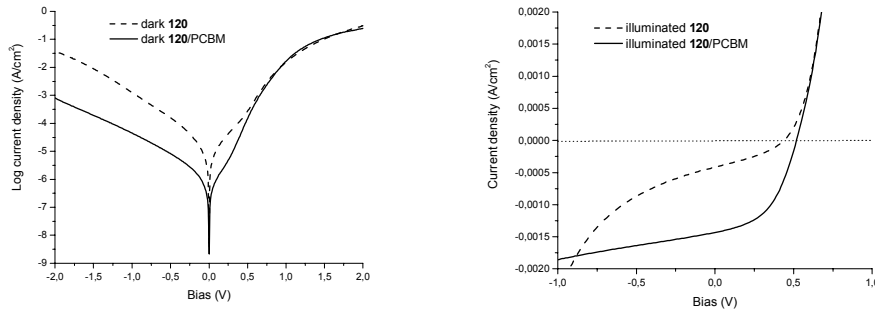 dark 120
dark 120/PCBM
Log current density (A/cm²)
-1
0
-1
-2
-3
-4
-5
-6
-7
-8
-9
-2,0 -1,5 -1,0 -0,5 0,0 0,5 1,0 1,5 2,0
Bias (V)
illuminated 120
illuminated 120/PCBM
Current density (A/cm²)
0,0020
0,0015
0,0010
0,0005
0,0000
-0,0005
-0,0010
-0,0015
-0,0020
-1,0 -0,5 0,0 0,5 1,0
Bias (V)